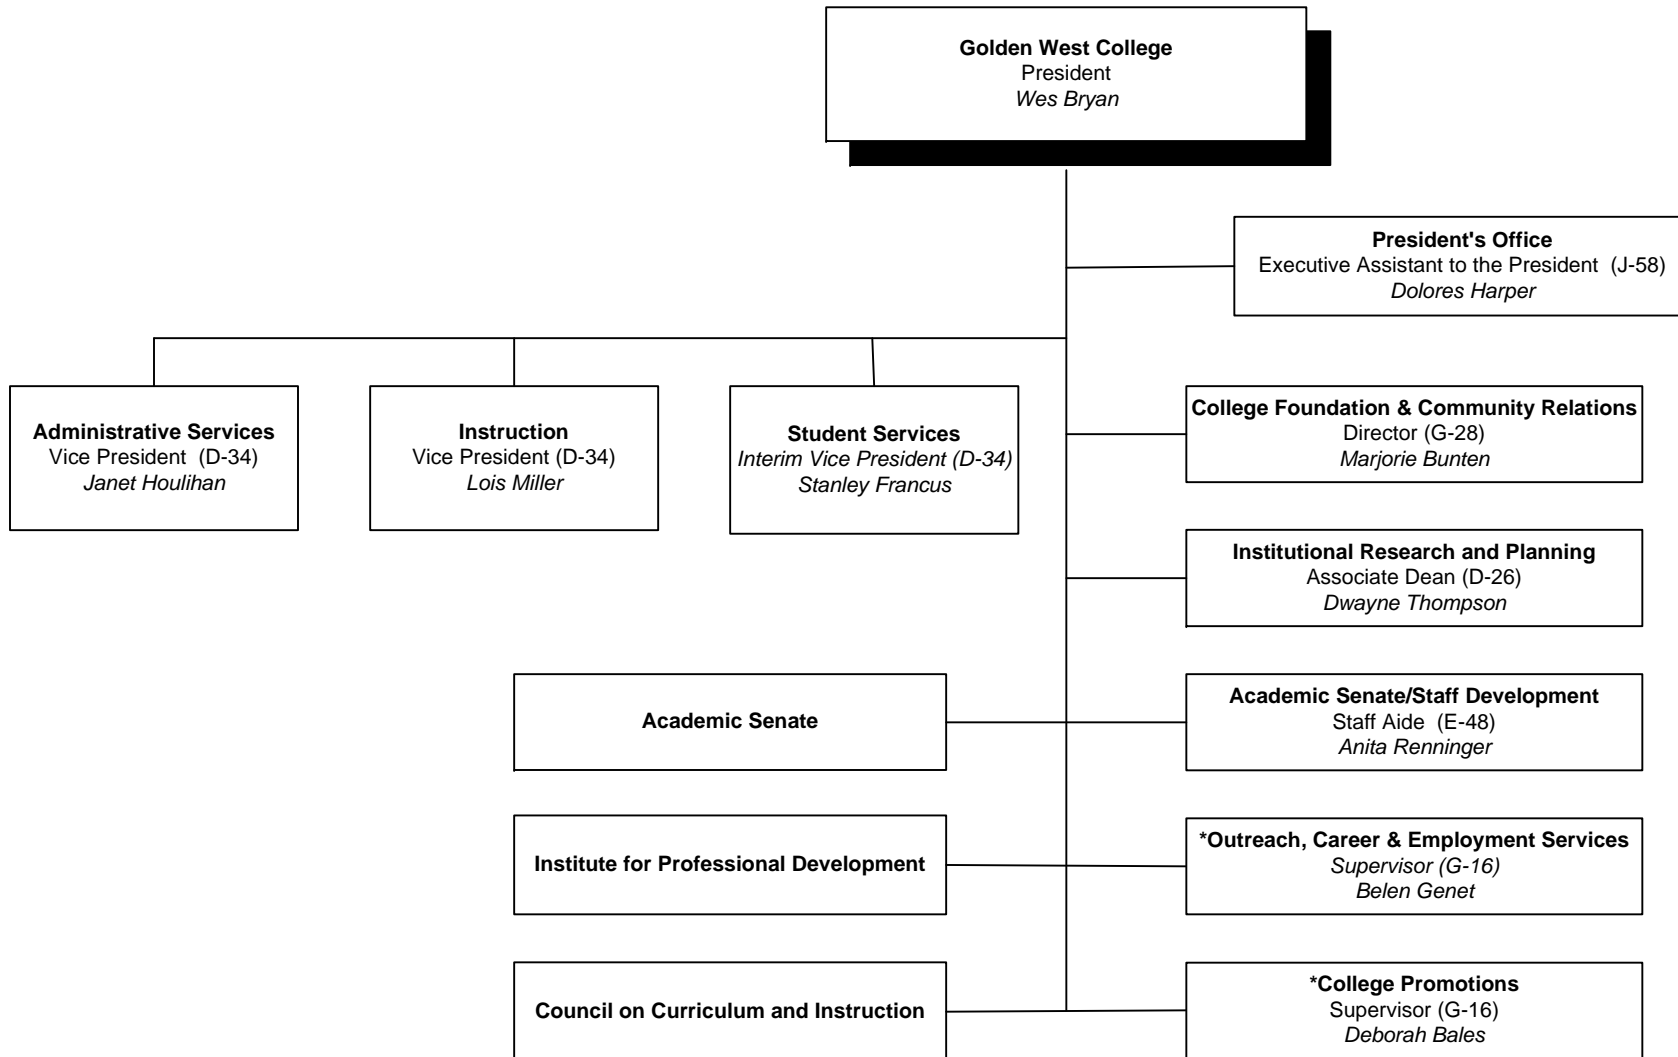 Golden West College
President
Wes Bryan
President's Office
Executive Assistant to the President (J-58)
Dolores Harper
Administrative Services
Vice President (D-34)
Janet Houlihan
Instruction
Vice President (D-34)
Lois Miller
Student Services
Interim Vice President (D-34)
Stanley Francus
College Foundation & Community Relations
Director (G-28)
Marjorie Bunten
Institutional Research and Planning
Associate Dean (D-26)
Dwayne Thompson
Academic Senate
Academic Senate/Staff Development
Staff Aide (E-48)
Anita Renninger
Institute for Professional Development
*Outreach, Career & Employment Services
Supervisor (G-16)
Belen Genet
Council on Curriculum and Instruction
*College Promotions
Supervisor (G-16)
Deborah Bales